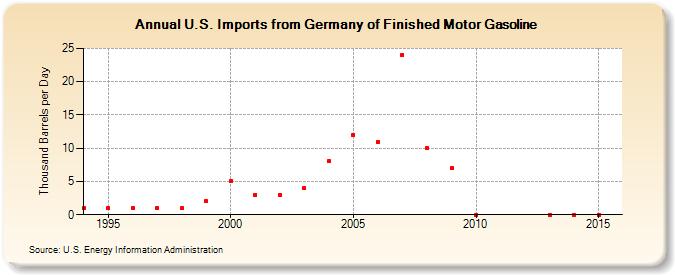 Annual U.S. Imports from Germany of Finished Motor Gasoline
Thousand Barrels per Day
25
20
15
10
5
0
1995 2000 2005 2010 2015
Source: U.S. Energy Information Administration